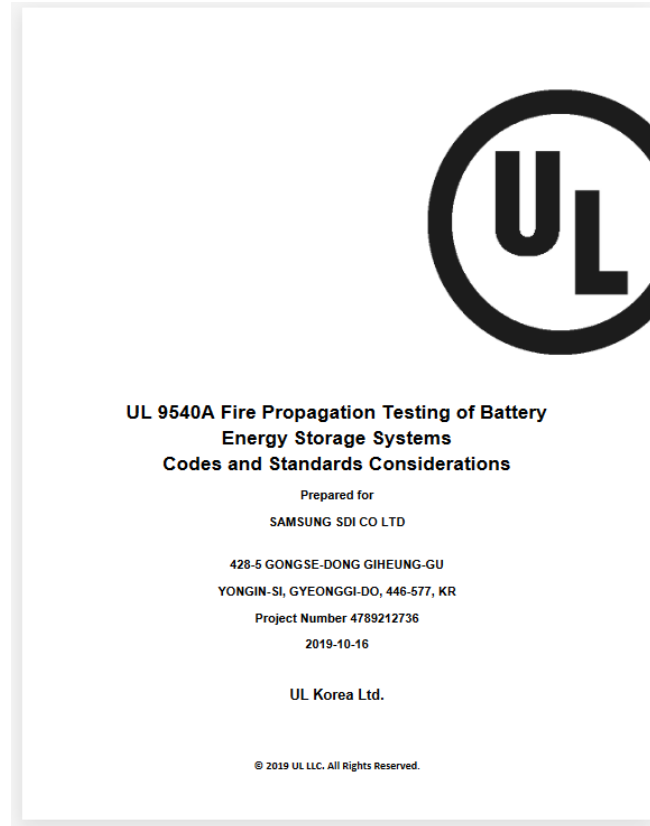 UL
UL 9540A Fire Propagation Testing of Battery
Energy Storage Systems
Codes and Standards Considerations
Prepared for
SAMSUNG SDI CO LTD
428-5 GONGSE-DONG GIHEUNG-GU
YONGIN-SI, GYEONGGI-DO, 446-577, KR
Project Number 4789212736
2019-10-16
UL Korea Ltd.
© 2019 UL LLC. All Rights Reserved.